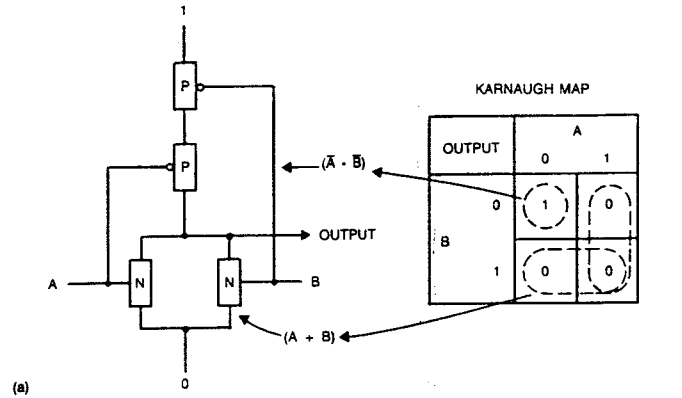 1
P
KARNAUGH MAP
P
(A̅ · B̅)
OUTPUT
A
0 1
0 1 0
OUTPUT
B
A N N B
1 0 0
(A + B)
0
(a)